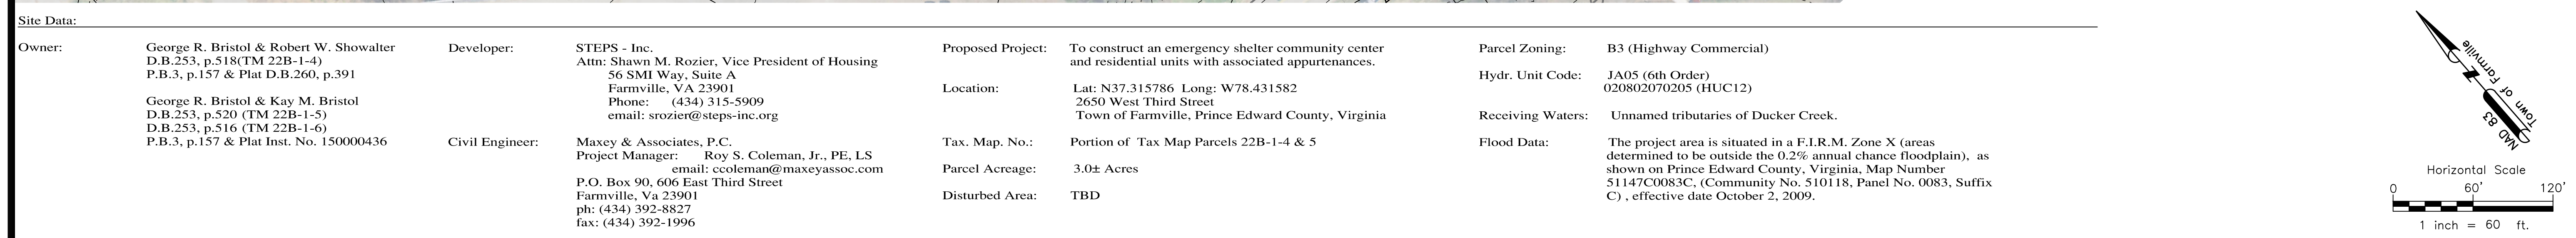 Site Data:
Owner:
George R. Bristol & Robert W. Showalter
D.B.253, p.518(TM 22B-1-4)
P.B.3, p.157 & Plat D.B.260, p.391
George R. Bristol & Kay M. Bristol
D.B.253, p.520 (TM 22B-1-5)
D.B.253, p.516 (TM 22B-1-6)
P.B.3, p.157 & Plat Inst. No. 150000436
Developer:
STEPS - Inc.
Attn: Shawn M. Rozier, Vice President of Housing
56 SMI Way, Suite A
Farmville, VA 23901
Phone: (434) 315-5909
email: srozier@steps-inc.org
Civil Engineer:
Maxey & Associates, P.C.
Project Manager: Roy S. Coleman, Jr., PE, LS
email: ccoleman@maxeyassoc.com
P.O. Box 90, 606 East Third Street
Farmville, Va 23901
ph: (434) 392-8827
fax: (434) 392-1996
Proposed Project:
To construct an emergency shelter community center
and residential units with associated appurtenances.
Location:
Lat: N37.315786 Long: W78.431582
2650 West Third Street
Town of Farmville, Prince Edward County, Virginia
Tax. Map. No.:
Portion of Tax Map Parcels 22B-1-4 & 5
Parcel Acreage:
3.0± Acres
Disturbed Area:
TBD
Parcel Zoning:
B3 (Highway Commercial)
Hydr. Unit Code:
JA05 (6th Order)
020802070205 (HUC12)
Receiving Waters:
Unnamed tributaries of Ducker Creek.
Flood Data:
The project area is situated in a F.I.R.M. Zone X (areas
determined to be outside the 0.2% annual chance floodplain), as
shown on Prince Edward County, Virginia, Map Number
51147C0083C, (Community No. 510118, Panel No. 0083, Suffix
C) , effective date October 2, 2009.
Town of Farmville
N
NAD 83
Horizontal Scale
0 60' 120'
1 inch = 60 ft.